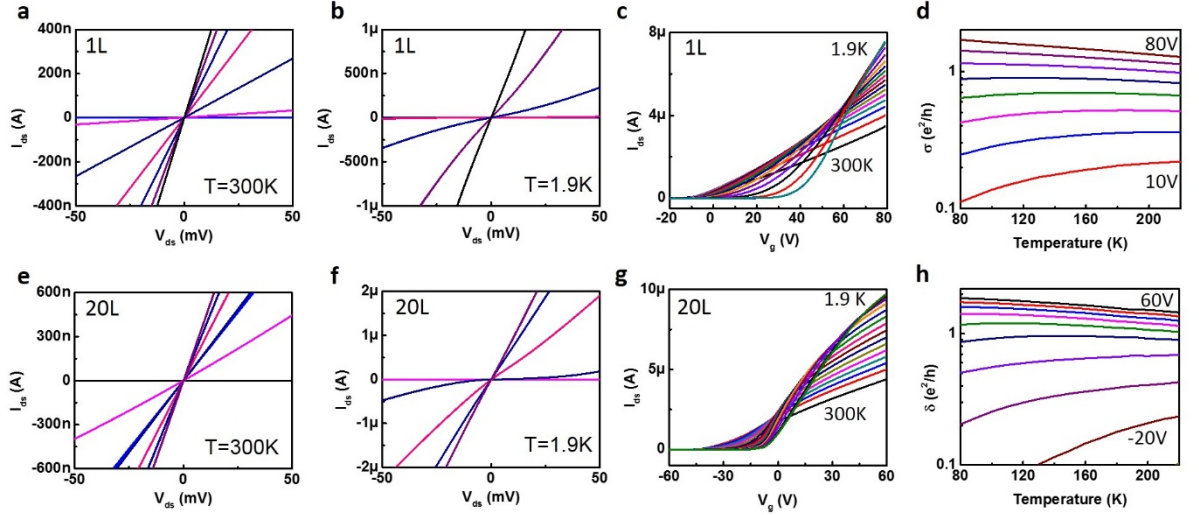 a
1L
400n
200n
0
-200n
-400n
-50
0
50
T=300K
I_ds (A)
V_ds (mV)
b
1L
1µ
500n
0
-500n
-1µ
-50
0
50
T=1.9K
I_ds (A)
V_ds (mV)
c
1L
1.9K
300K
8µ
4µ
0
-20
0
20
40
60
80
I_ds (A)
V_g (V)
d
80V
10V
1
0.1
80
120
160
200
σ (e²/h)
Temperature (K)
e
20L
600n
300n
0
-300n
-600n
-50
0
50
T=300K
I_ds (A)
V_ds (mV)
f
20L
2µ
1µ
0
-1µ
-2µ
-50
0
50
T=1.9K
I_ds (A)
V_ds (mV)
g
20L
1.9 K
300K
10µ
5µ
0
-60
-30
0
30
60
I_ds (A)
V_g (V)
h
60V
-20V
1
0.1
80
120
160
200
δ (e²/h)
Temperature (K)